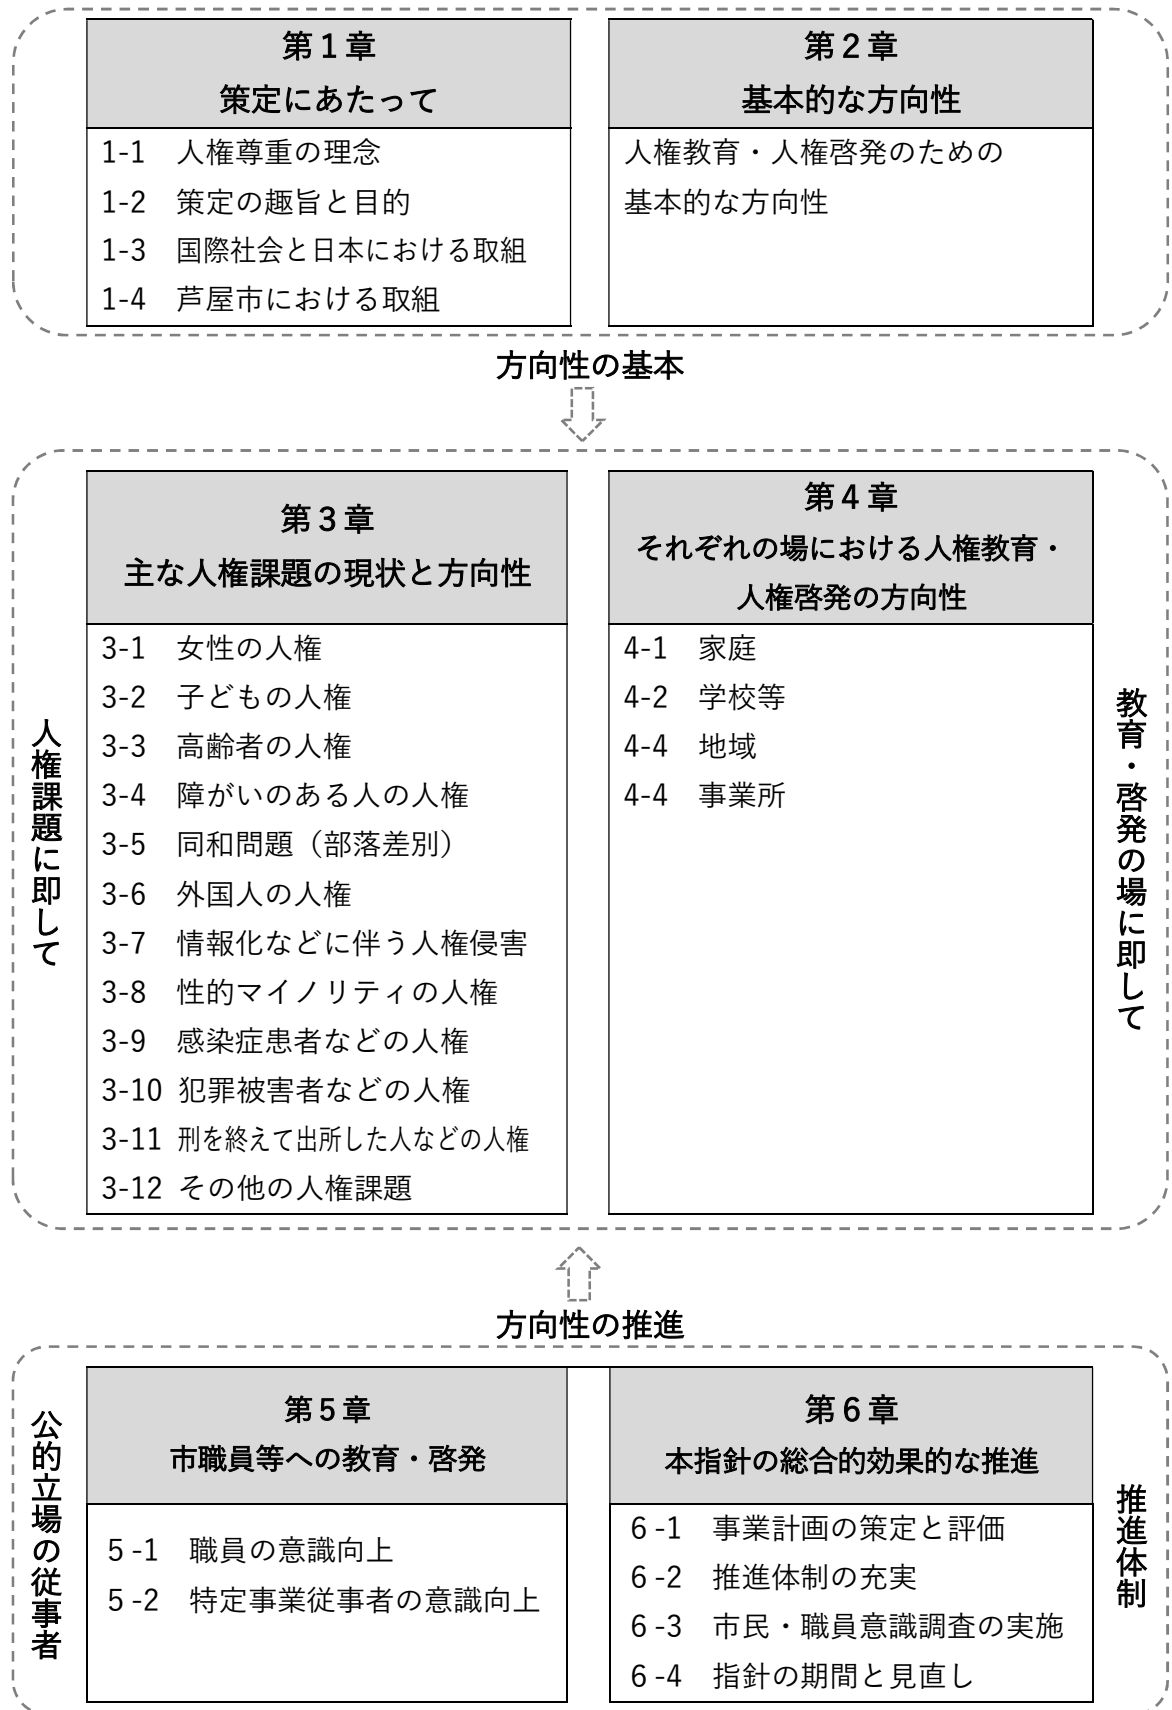 第１章
策定にあたって
1-1 人権尊重の理念
1-2 策定の趣旨と目的
1-3 国際社会と日本における取組
1-4 芦屋市における取組
第２章
基本的な方向性
人権教育・人権啓発のための
基本的な方向性
方向性の基本
人権課題に即して
第３章
主な人権課題の現状と方向性
3-1 女性の人権
3-2 子どもの人権
3-3 高齢者の人権
3-4 障がいのある人の人権
3-5 同和問題（部落差別）
3-6 外国人の人権
3-7 情報化などに伴う人権侵害
3-8 性的マイノリティの人権
3-9 感染症患者などの人権
3-10 犯罪被害者などの人権
3-11 刑を終えて出所した人などの人権
3-12 その他の人権課題
第４章
それぞれの場における人権教育・
人権啓発の方向性
4-1 家庭
4-2 学校等
4-4 地域
4-4 事業所
教育・啓発の場に即して
方向性の推進
公的立場の従事者
第５章
市職員等への教育・啓発
５-1 職員の意識向上
５-2 特定事業従事者の意識向上
第６章
本指針の総合的効果的な推進
６-1 事業計画の策定と評価
６-2 推進体制の充実
６-3 市民・職員意識調査の実施
６-4 指針の期間と見直し
推進体制